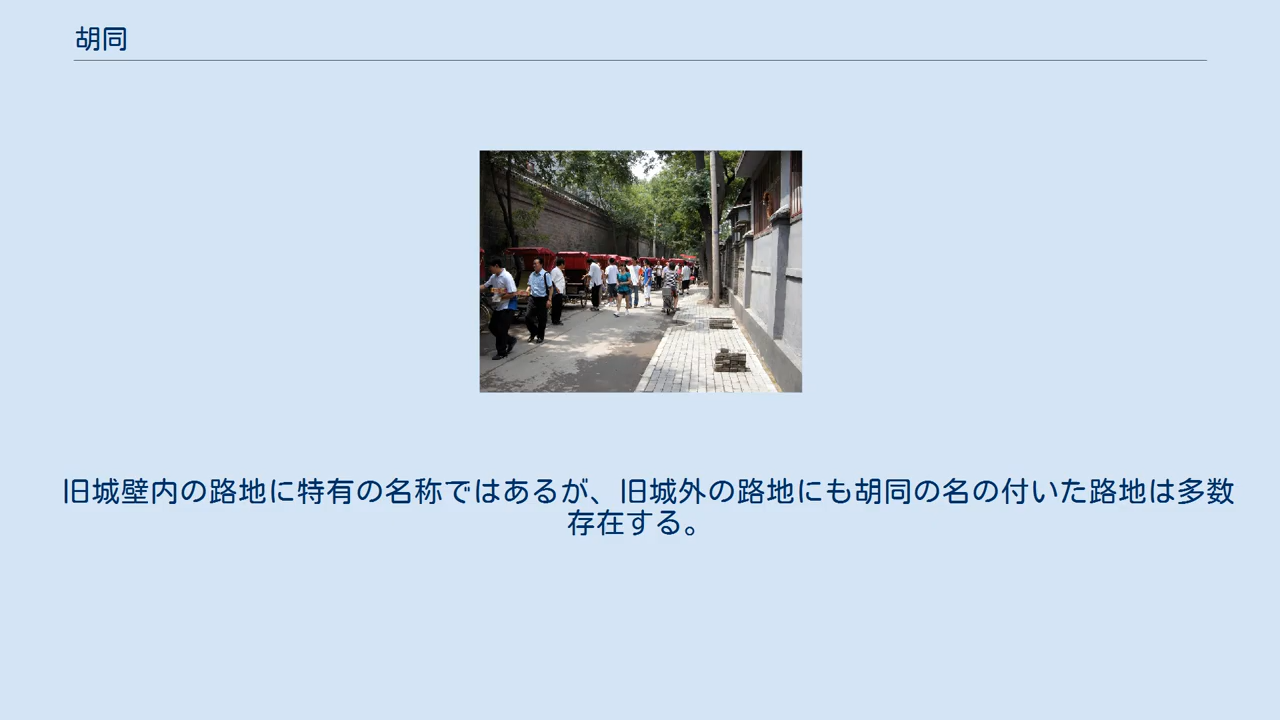 胡同
旧城壁内の路地に特有の名称ではあるが、旧城外の路地にも胡同の名の付いた路地は多数
存在する。